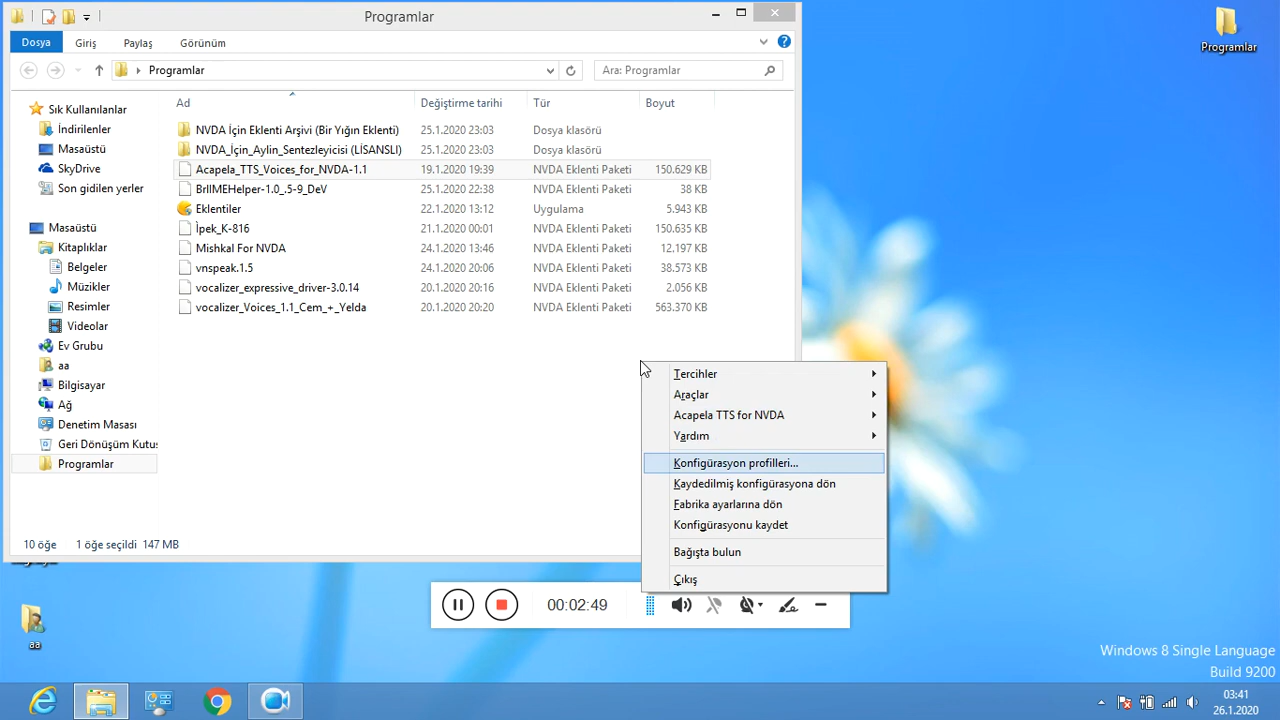 Programlar
Dosya Giriş Paylaş Görünüm
Programlar
Ara: Programlar
Ad Değiştirme tarihi Tür Boyut
Sık Kullanılanlar
İndirilenler
Masaüstü
SkyDrive
Son gidilen yerler
Masaüstü
Kitaplıklar
Belgeler
Müzikler
Resimler
Videolar
Ev Grubu
aa
Bilgisayar
Ağ
Denetim Masası
Geri Dönüşüm Kutus
Programlar
NVDA İçin Eklenti Arşivi (Bir Yığın Eklenti) 25.1.2020 23:03 Dosya klasörü
NVDA_İçin_Aylin_Sentezleyicisi (LİSANSLI) 25.1.2020 23:03 Dosya klasörü
Acapela_TTS_Voices_for_NVDA-1.1 19.1.2020 19:39 NVDA Eklenti Paketi 150.629 KB
BrlIMEHelper-1.0_.5-9_DeV 25.1.2020 22:38 NVDA Eklenti Paketi 38 KB
Eklentiler 22.1.2020 13:12 Uygulama 5.943 KB
İpek_K-816 21.1.2020 00:01 NVDA Eklenti Paketi 150.635 KB
Mishkal For NVDA 24.1.2020 13:46 NVDA Eklenti Paketi 12.197 KB
vnspeak.1.5 24.1.2020 20:06 NVDA Eklenti Paketi 38.573 KB
vocalizer_expressive_driver-3.0.14 20.1.2020 20:16 NVDA Eklenti Paketi 2.056 KB
vocalizer_Voices_1.1_Cem_+_Yelda 20.1.2020 20:20 NVDA Eklenti Paketi 563.370 KB
10 öğe 1 öğe seçildi 147 MB
Tercihler
Araçlar
Acapela TTS for NVDA
Yardım
Konfigürasyon profilleri...
Kaydedilmiş konfigürasyona dön
Fabrika ayarlarına dön
Konfigürasyonu kaydet
Bağışta bulun
Çıkış
00:02:49
Programlar
aa
Windows 8 Single Language
Build 9200
03:41
26.1.2020